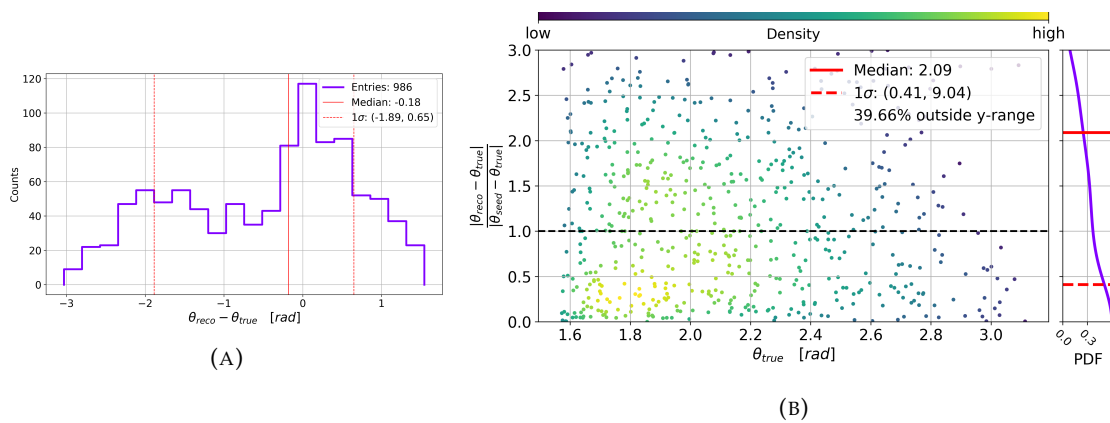 120
100
80
60
40
20
0
Counts
Entries: 986
Median: -0.18
1σ: (-1.89, 0.65)
−3
−2
−1
0
1
θreco − θtrue [rad]
(A)
low
Density
high
3.0
2.5
2.0
1.5
1.0
0.5
0.0
|θreco − θtrue|
|θseed − θtrue|
Median: 2.09
1σ: (0.41, 9.04)
39.66% outside y-range
1.6
1.8
2.0
2.2
2.4
2.6
2.8
3.0
θtrue [rad]
0.0
0.3
PDF
(B)